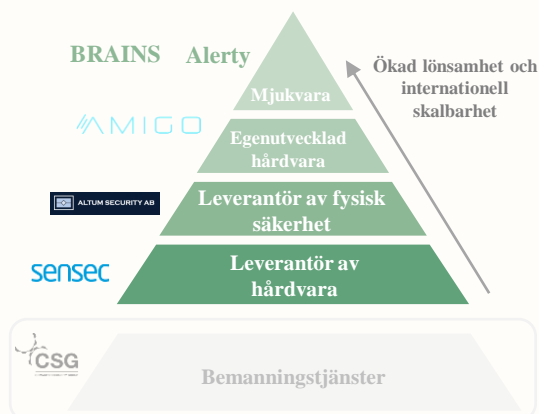 BRAINS Alerty
Ökad lönsamhet och
internationell
skalbarhet
Mjukvara
AMIGO
Egenutvecklad
hårdvara
ALTUM SECURITY AB
Leverantör av fysisk
säkerhet
sensec
Leverantör av
hårdvara
CSG
Bemanningstjänster